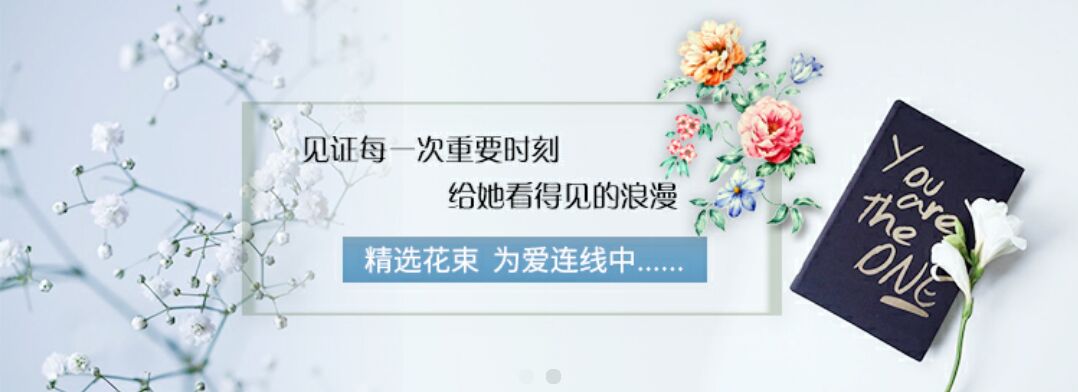 见证每一次重要时刻
给她看得见的浪漫
精选花束 为爱连线中......
You
are
the
ONE